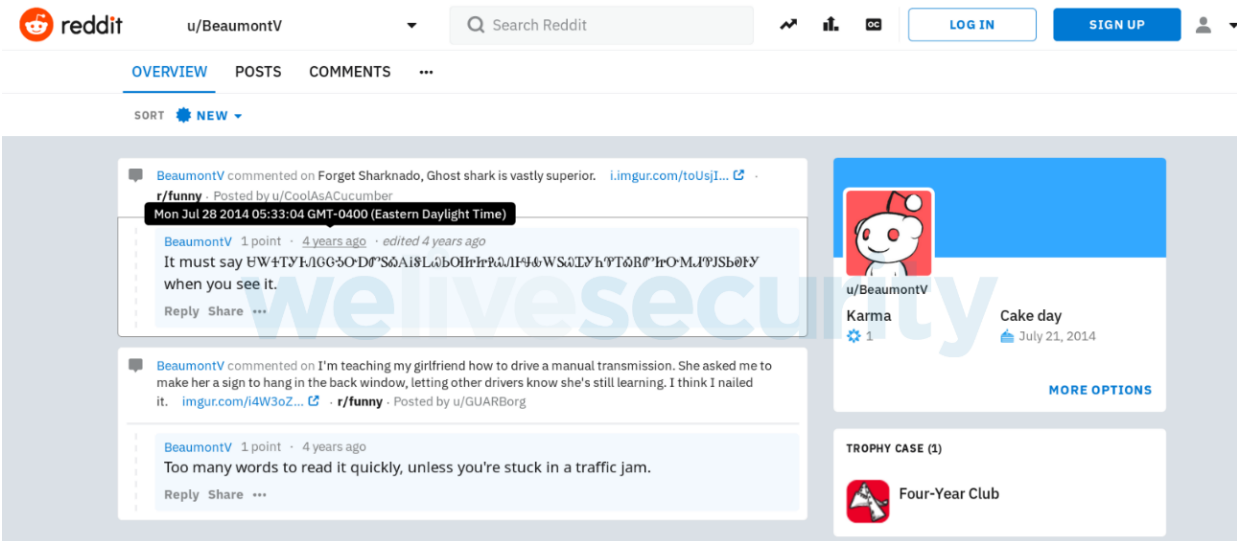 reddit
u/BeaumontV
Search Reddit
OC
LOG IN
SIGN UP
OVERVIEW
POSTS
COMMENTS
SORT NEW
BeaumontV commented on Forget Sharknado, Ghost shark is vastly superior. i.imgur.com/toUsjI... ·
r/funny · Posted by u/CoolAsACucumber
Mon Jul 28 2014 05:33:04 GMT-0400 (Eastern Daylight Time)
BeaumontV 1 point · 4 years ago · edited 4 years ago
It must say
when you see it.
Reply Share
BeaumontV commented on I'm teaching my girlfriend how to drive a manual transmission. She asked me to
make her a sign to hang in the back window, letting other drivers know she's still learning. I think I nailed
it. imgur.com/i4W3oZ... · r/funny · Posted by u/GUARBorg
BeaumontV 1 point · 4 years ago
Too many words to read it quickly, unless you're stuck in a traffic jam.
Reply Share
u/BeaumontV
Karma
Cake day
1
July 21, 2014
MORE OPTIONS
TROPHY CASE (1)
Four-Year Club
welivesecurity